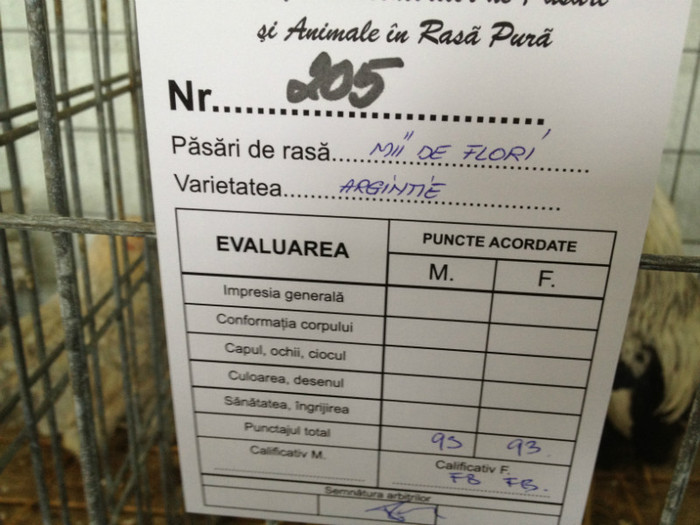 și Animale în Rasă Pură
Nr. 205
Păsări de rasă MII DE FLORI
Varietatea ARGINTIE
EVALUAREA PUNCTE ACORDATE
M. F.
Impresia generală
Conformația corpului
Capul, ochii, ciocul
Culoarea, desenul
Sănătatea, îngrijirea
Punctajul total 93 93
Calificativ M. Calificativ F.
FB FB
Semnătura arbitrilor